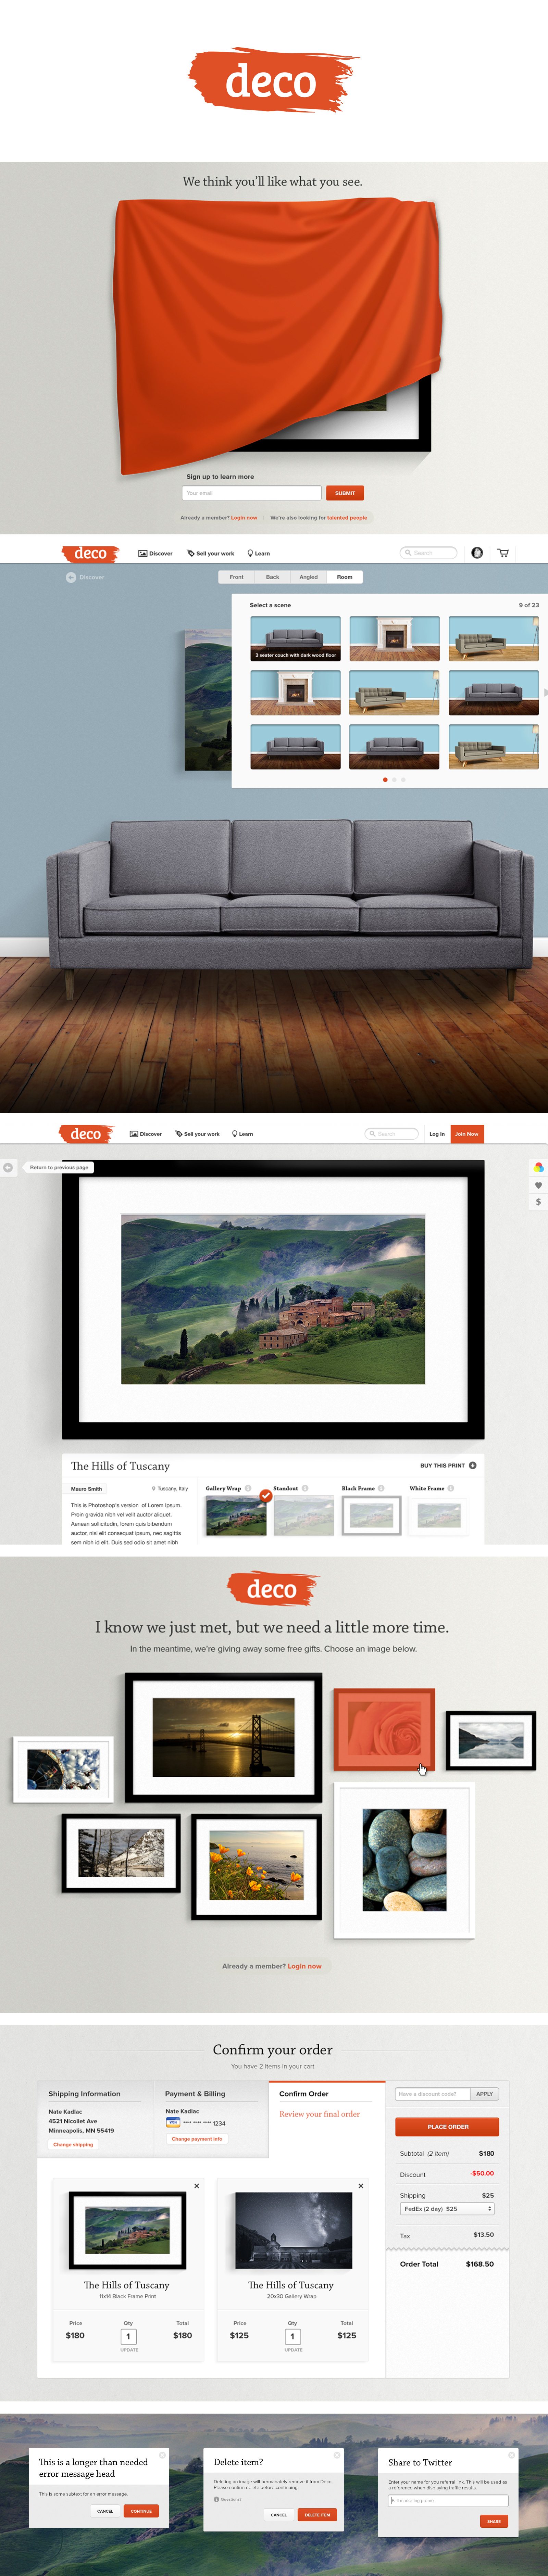 deco
We think you'll like what you see.
Sign up to learn more
Your email
SUBMIT
Already a member? Login now
We're also looking for talented people
deco
Discover
Sell your work
Learn
Search
Discover
Front
Back
Angled
Room
Select a scene
9 of 23
3 seater couch with dark wood floor
deco
Discover
Sell your work
Learn
Search
Log In
Join Now
Return to previous page
$
The Hills of Tuscany
BUY THIS PRINT
Mauro Smith
Tuscany, Italy
This is Photoshop's version of Lorem Ipsum.
Proin gravida nibh vel velit auctor aliquet.
Aenean sollicitudin, lorem quis bibendum
auctor, nisi elit consequat ipsum, nec sagittis
sem nibh id elit. Duis sed odio sit amet nibh
Gallery Wrap
Standout
Black Frame
White Frame
deco
I know we just met, but we need a little more time.
In the meantime, we're giving away some free gifts. Choose an image below.
Already a member? Login now
Confirm your order
You have 2 items in your cart
Shipping Information
Nate Kadlac
4521 Nicollet Ave
Minneapolis, MN 55419
Change shipping
Payment & Billing
Nate Kadlac
VISA •••• •••• •••• 1234
Change payment info
Confirm Order
Review your final order
Have a discount code?
APPLY
PLACE ORDER
Subtotal (2 item) $180
Discount -$50.00
Shipping $25
FedEx (2 day) $25
Tax $13.50
Order Total $168.50
The Hills of Tuscany
11x14 Black Frame Print
Price Qty Total
$180 1 $180
UPDATE
The Hills of Tuscany
20x30 Gallery Wrap
Price Qty Total
$125 1 $125
UPDATE
This is a longer than needed
error message head
This is some subtext for an error message.
CANCEL
CONTINUE
Delete item?
Deleting an image will permanately remove it from Deco.
Please confirm delete before continuing.
Questions?
CANCEL
DELETE ITEM
Share to Twitter
Enter your name for you referral link. This will be used as
a reference when displaying traffic results.
Fall marketing promo
SHARE